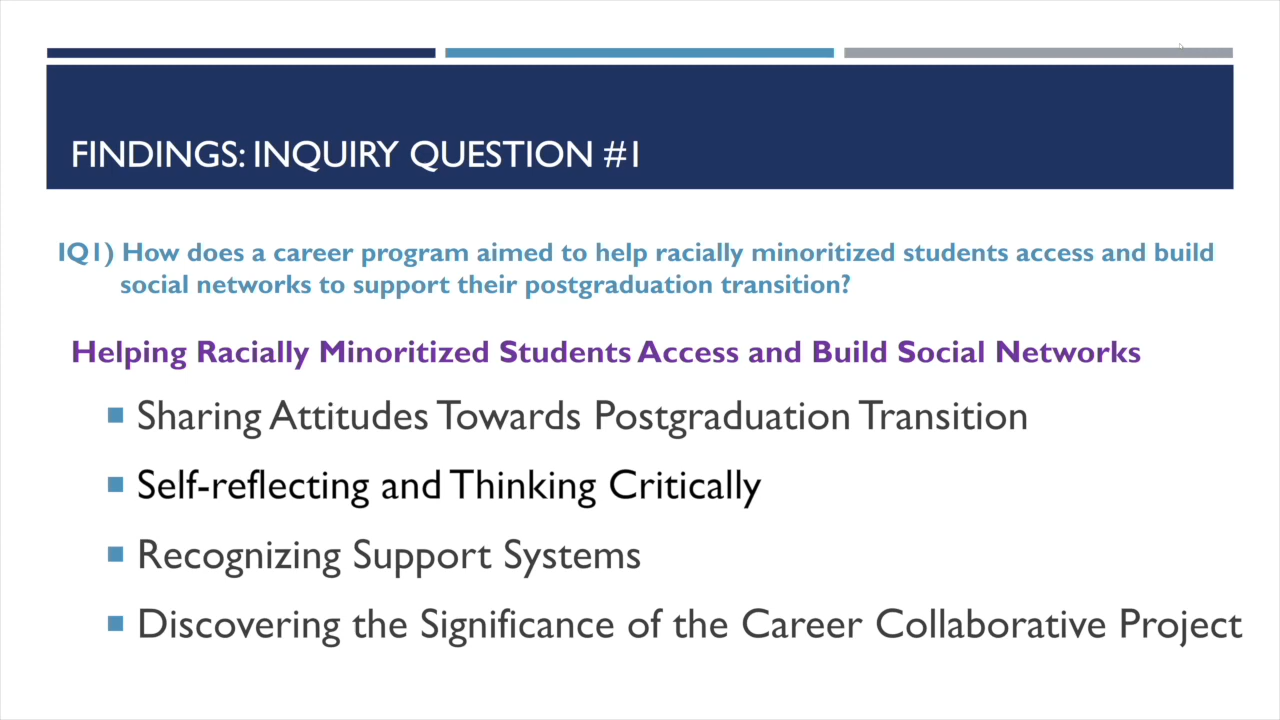 FINDINGS: INQUIRY QUESTION #1
IQ1) How does a career program aimed to help racially minoritized students access and build
social networks to support their postgraduation transition?
Helping Racially Minoritized Students Access and Build Social Networks
Sharing Attitudes Towards Postgraduation Transition
Self-reflecting and Thinking Critically
Recognizing Support Systems
Discovering the Significance of the Career Collaborative Project